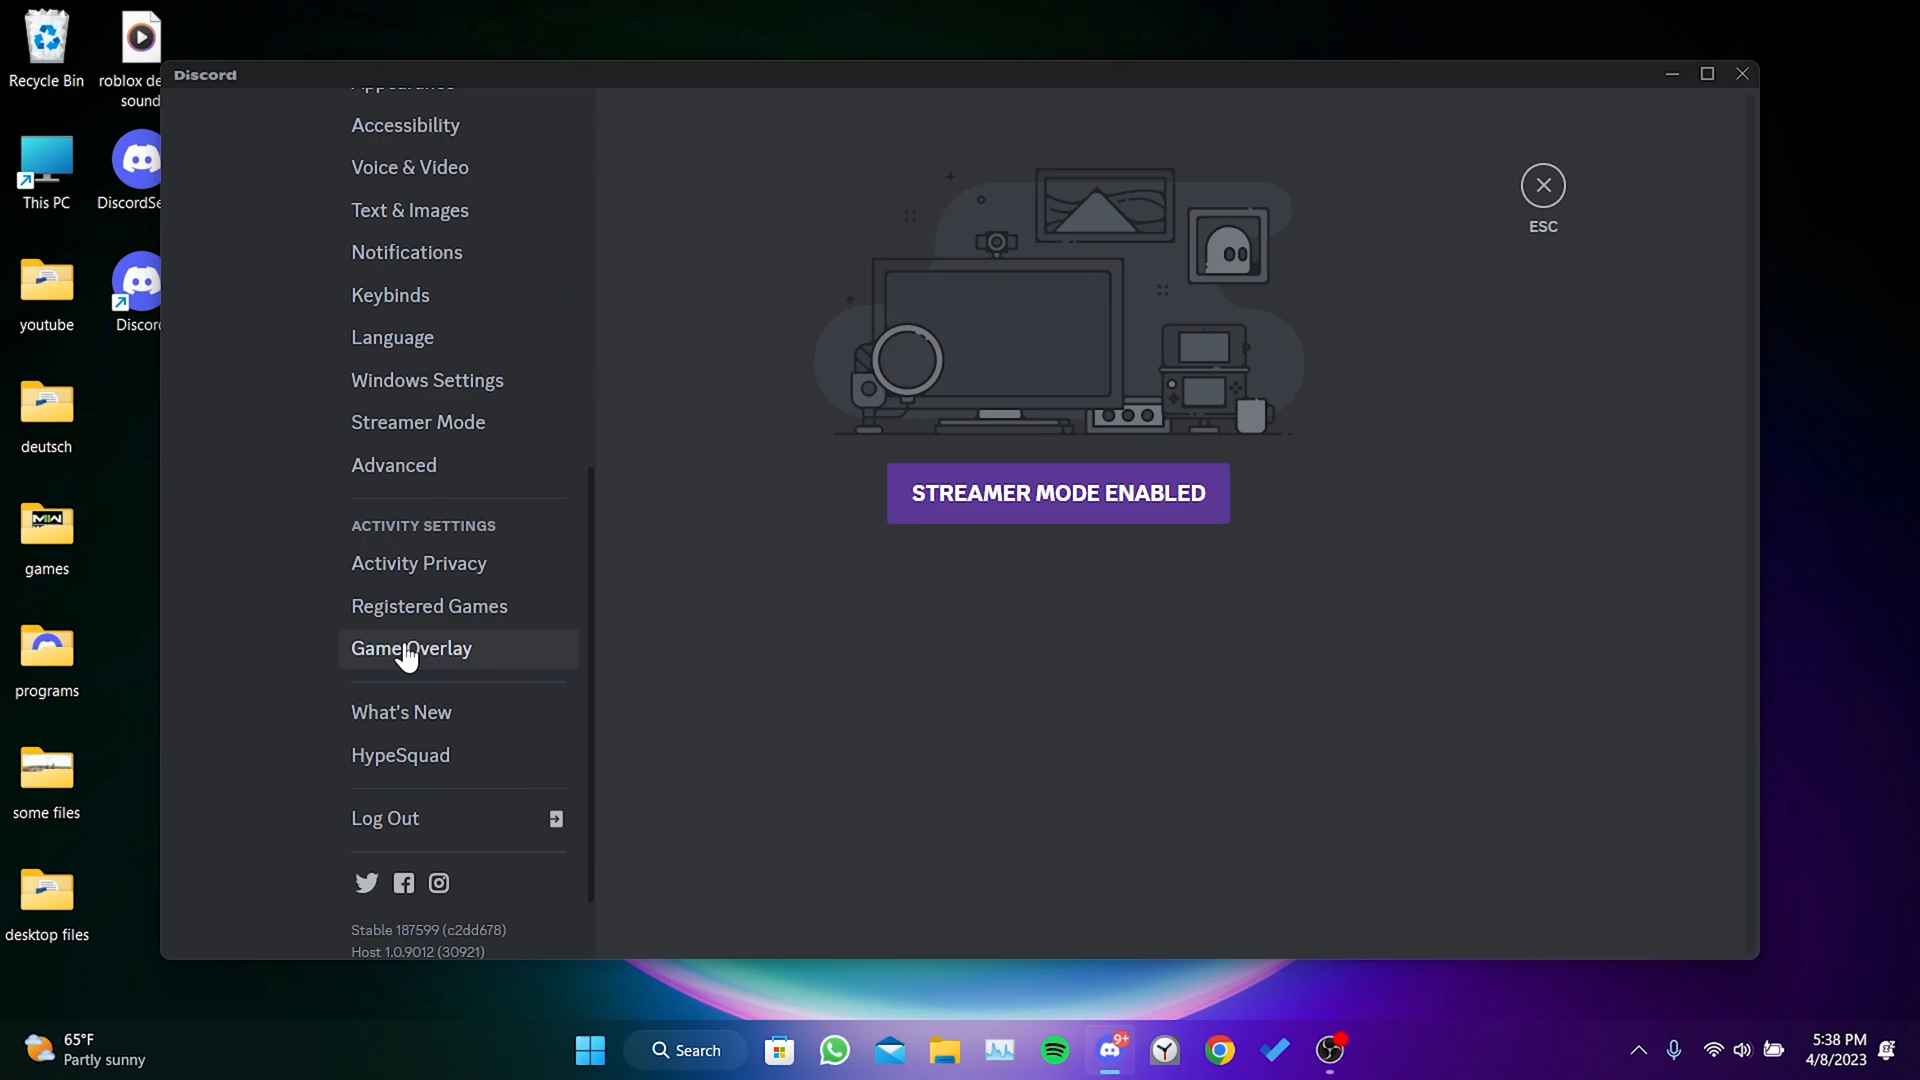 Recycle Bin
roblox de
sound
This PC
DiscordSe
youtube
Discor
deutsch
MWII
games
programs
some files
desktop files
Discord
Appearance
Accessibility
Voice & Video
Text & Images
Notifications
Keybinds
Language
Windows Settings
Streamer Mode
Advanced
ACTIVITY SETTINGS
Activity Privacy
Registered Games
Game Overlay
What's New
HypeSquad
Log Out
Stable 187599 (c2dd678)
Host 1.0.9012 (30921)
ESC
STREAMER MODE ENABLED
65°F
Partly sunny
Search
9+
5:38 PM
4/8/2023